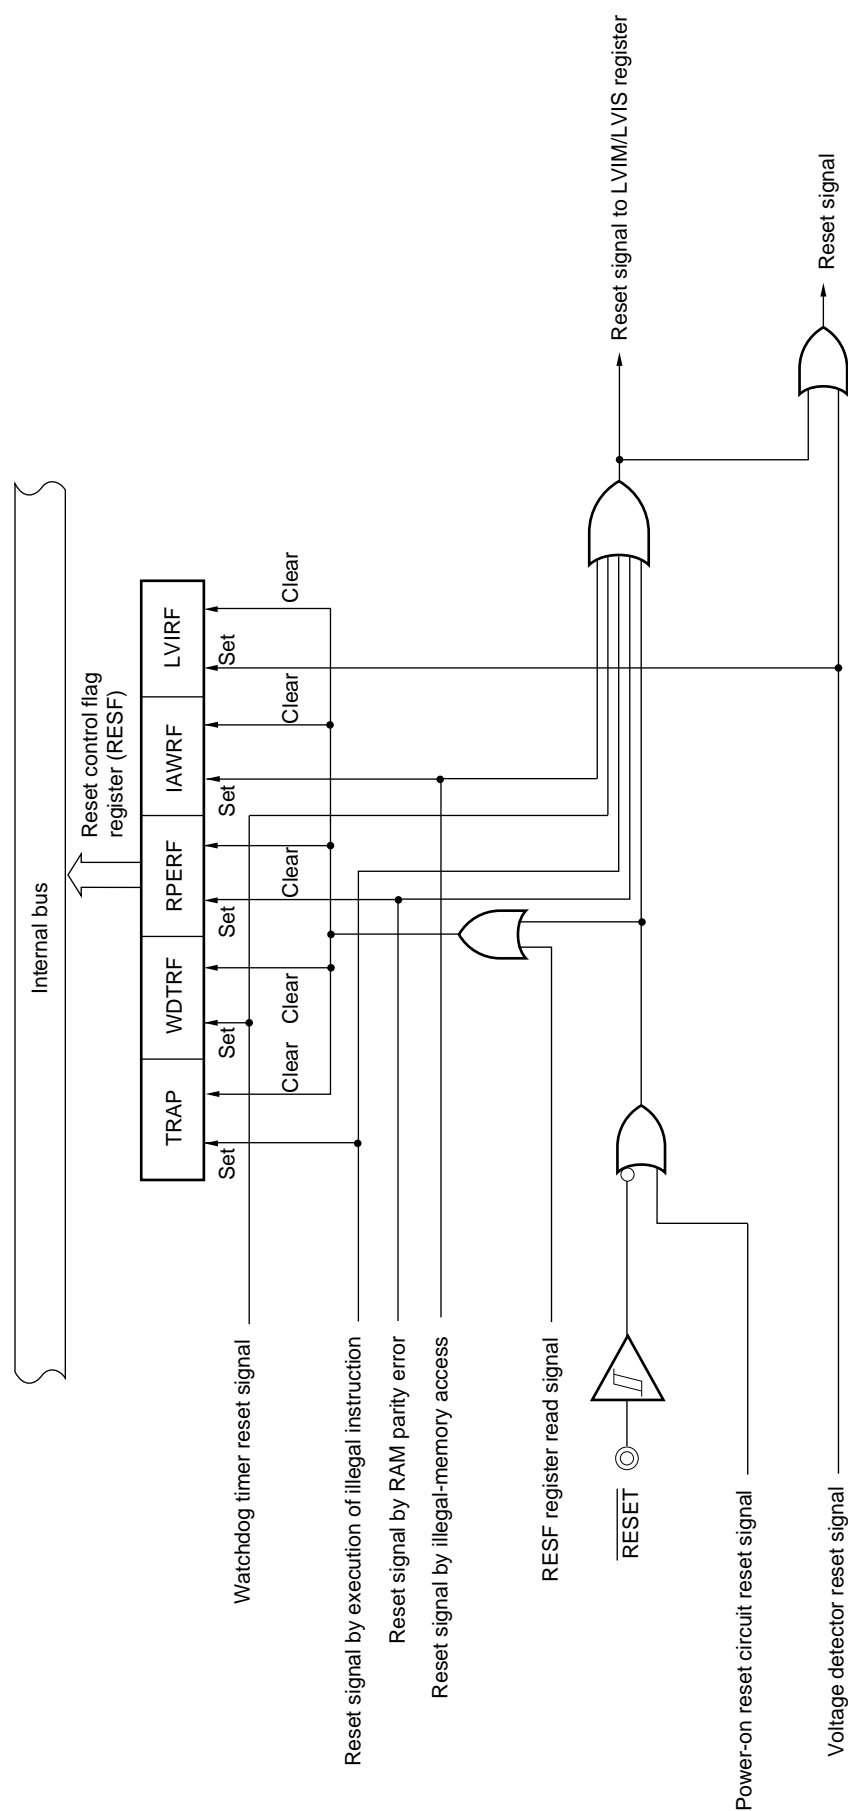 Internal bus
Reset control flag
register (RESF)
TRAP
WDTRF
RPERF
IAWRF
LVIRF
Set
Clear
Set
Clear
Set
Clear
Set
Clear
Set
Clear
Watchdog timer reset signal
Reset signal by execution of illegal instruction
Reset signal by RAM parity error
Reset signal by illegal-memory access
RESF register read signal
RESET
Power-on reset circuit reset signal
Voltage detector reset signal
Reset signal to LVIM/LVIS register
Reset signal